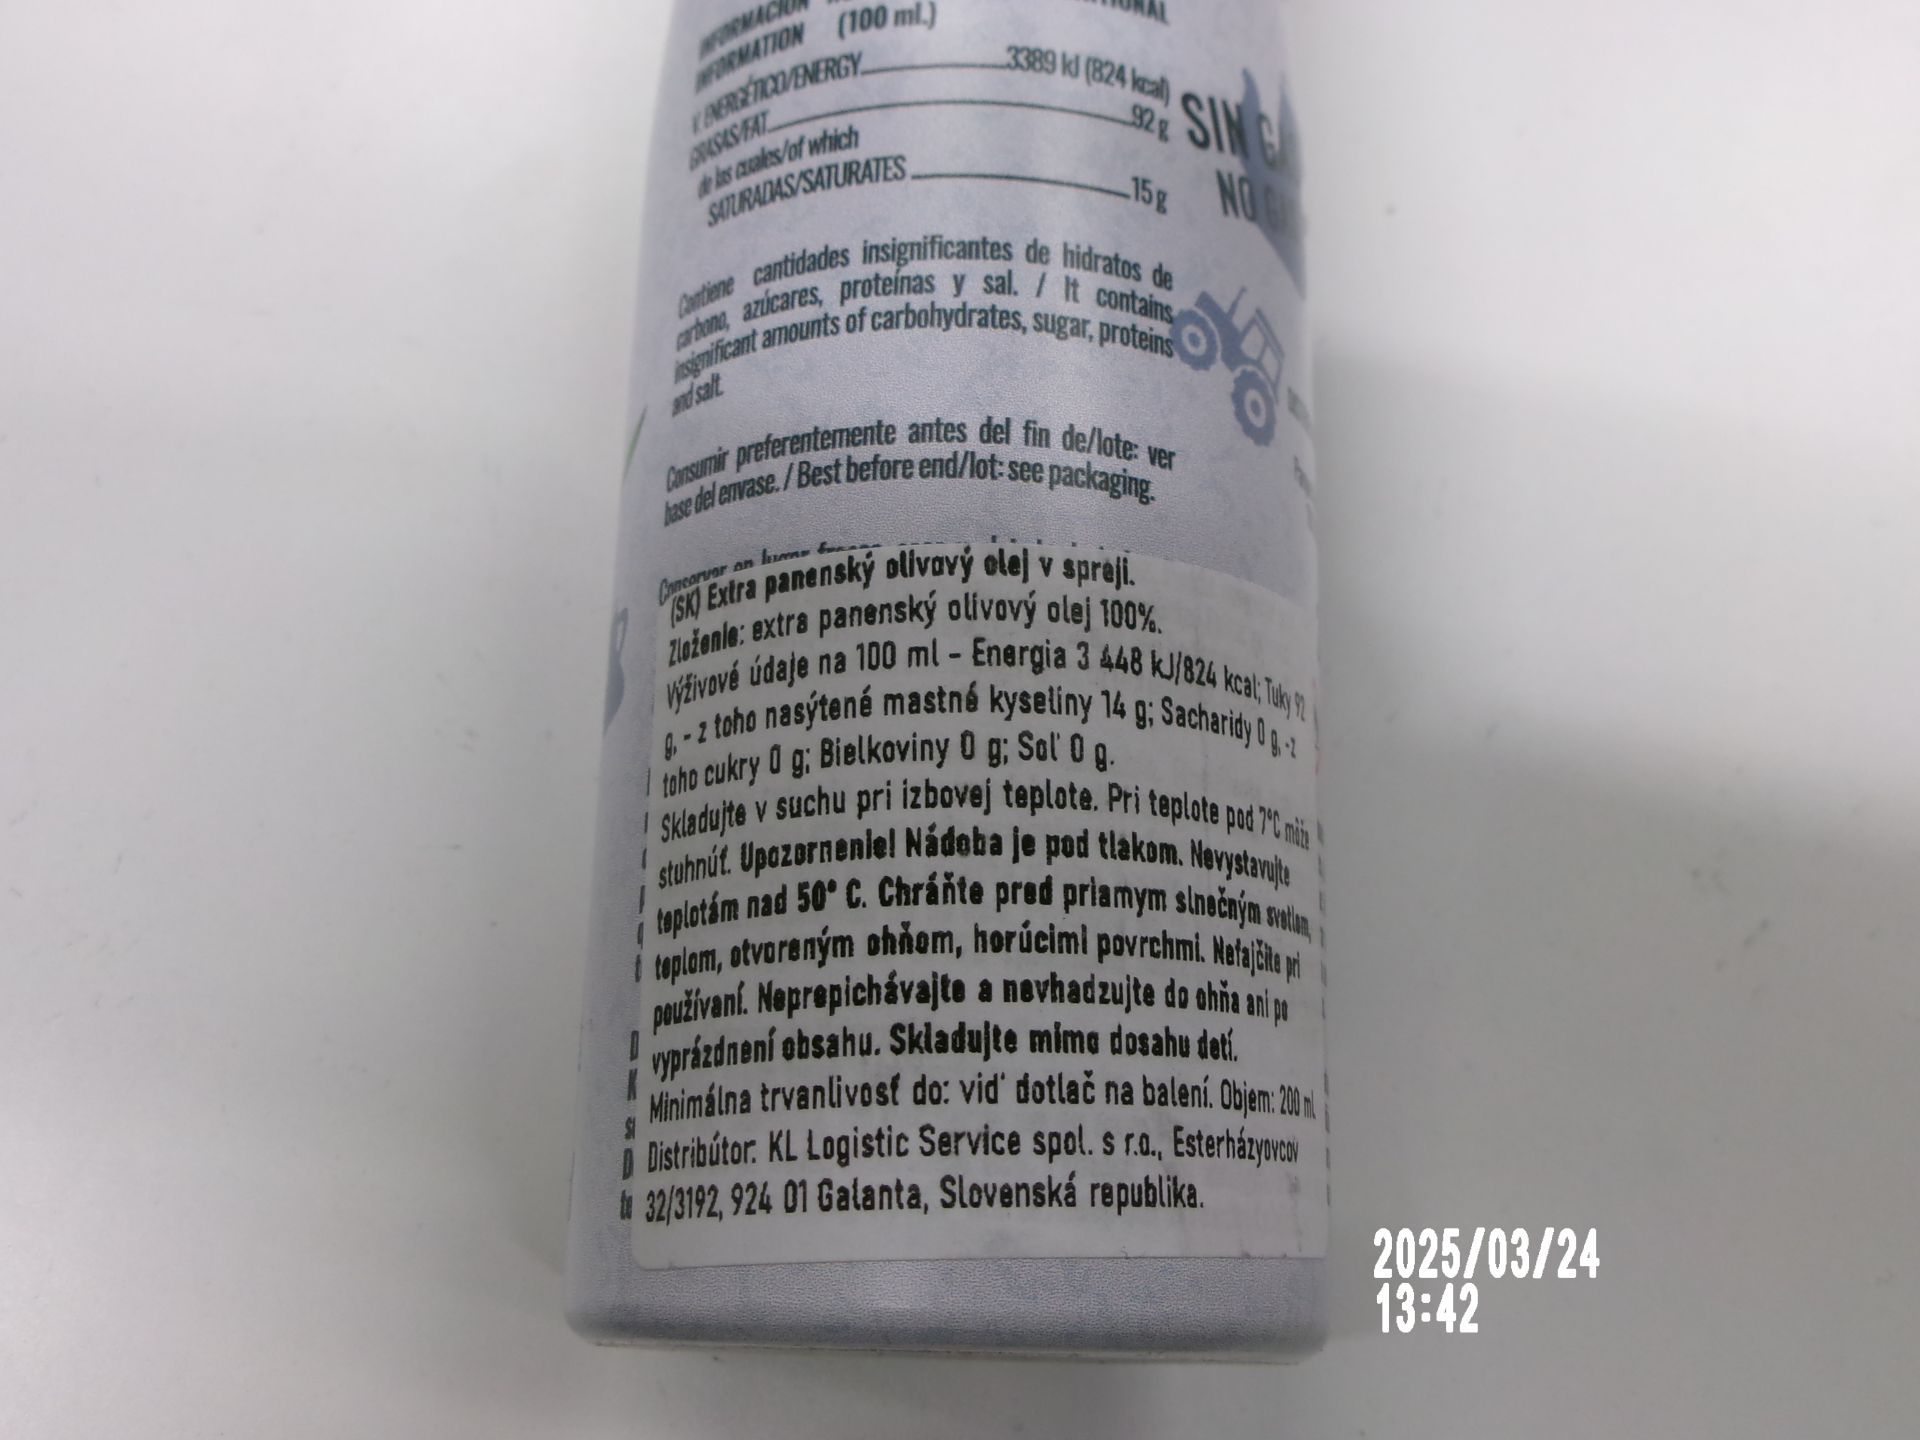 INFORMACIÓN
INFORMATION (100 ml.)
V. ENERGÉTICO/ENERGY 3389 kJ (824 kcal)
GRASAS/FAT 92 g
de las cuales/of which
SATURADAS/SATURATES 15 g
SIN
NO
Contiene cantidades insignificantes de hidratos de
carbono, azúcares, proteínas y sal. / It contains
insignificant amounts of carbohydrates, sugar, proteins
and salt.
Consumir preferentemente antes del fin de/lote: ver
base del envase. / Best before end/lot: see packaging.
Conservar en lugar fresco
(SK) Extra panenský olivový olej v spreji.
Zloženie: extra panenský olivový olej 100%.
Výživové údaje na 100 ml - Energia 3 448 kJ/824 kcal; Tuky 92
g, - z toho nasýtené mastné kyseliny 14 g; Sacharidy 0 g, -z
toho cukry 0 g; Bielkoviny 0 g; Soľ 0 g.
Skladujte v suchu pri izbovej teplote. Pri teplote pod 7°C môže
stuhnúť. Upozornenie! Nádoba je pod tlakom. Nevystavujte
teplotám nad 50° C. Chráňte pred priamym slnečným svetlom,
teplom, otvoreným ohňom, horúcimi povrchmi. Nefajčite pri
používaní. Neprepichávajte a nevhadzujte do ohňa ani po
vyprázdnení obsahu. Skladujte mimo dosahu detí.
Minimálna trvanlivosť do: viď dotlač na balení. Objem: 200 ml
Distribútor: KL Logistic Service spol. s r.o., Esterházyovcov
32/3192, 924 01 Galanta, Slovenská republika.
2025/03/24
13:42